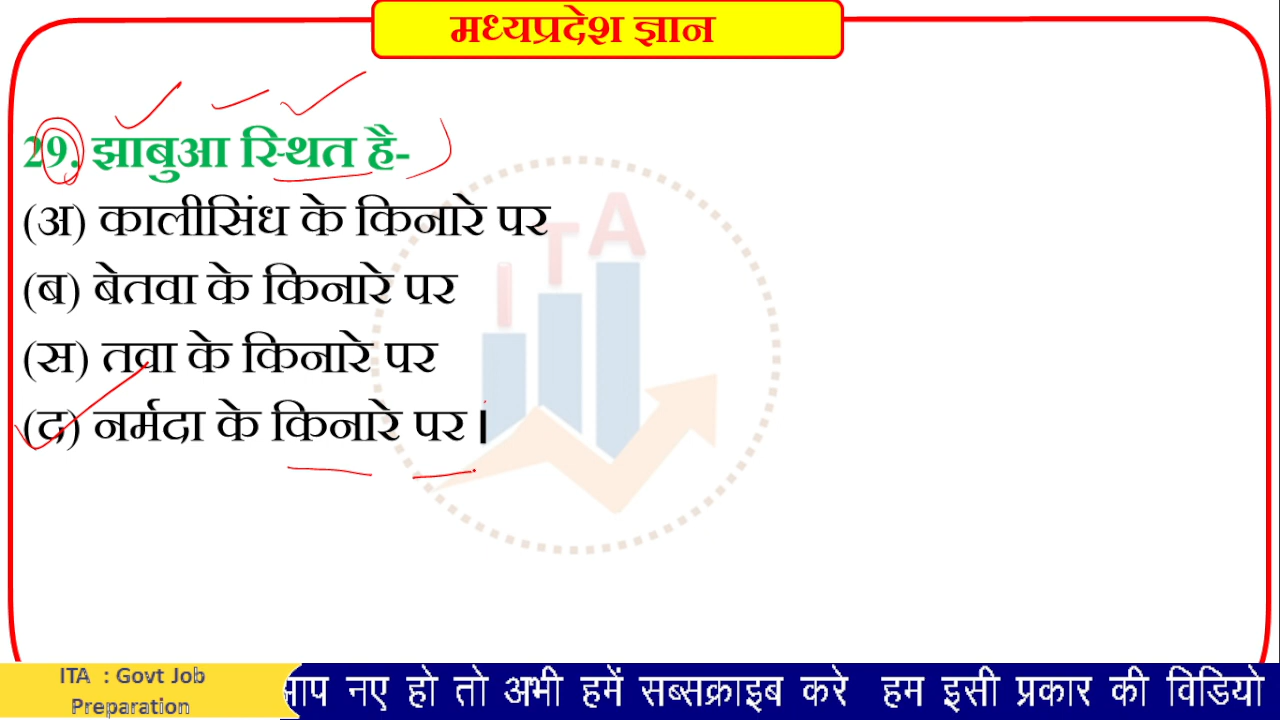 मध्यप्रदेश ज्ञान
29. झाबुआ स्थित है-
(अ) कालीसिंध के किनारे पर
(ब) बेतवा के किनारे पर
(स) तवा के किनारे पर
(द) नर्मदा के किनारे पर।
ITA
ITA : Govt Job
Preparation
आप नए हो तो अभी हमें सब्सक्राइब करे हम इसी प्रकार की विडियो